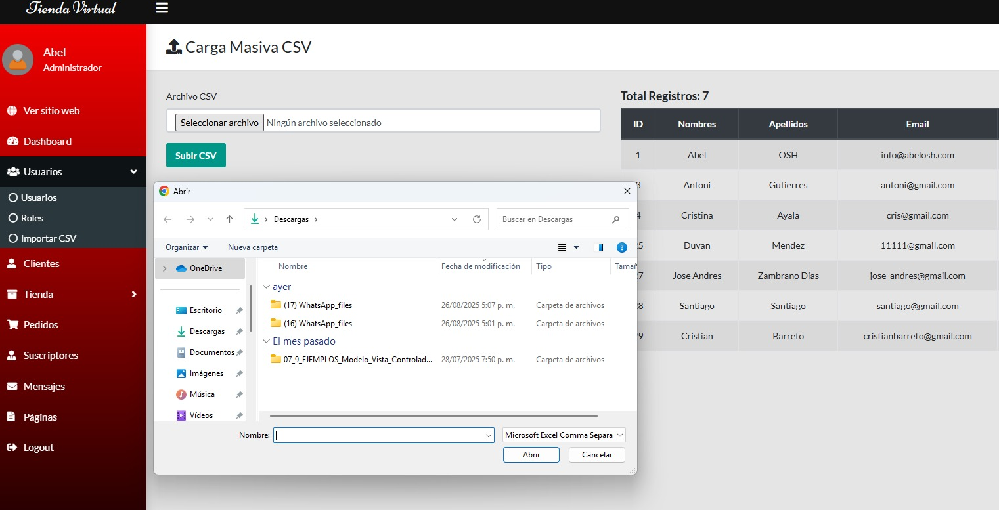 Tienda Virtual
Abel
Administrador
Ver sitio web
Dashboard
Usuarios
Usuarios
Roles
Importar CSV
Clientes
Tienda
Pedidos
Suscriptores
Mensajes
Páginas
Logout
Carga Masiva CSV
Archivo CSV
Seleccionar archivo Ningún archivo seleccionado
Subir CSV
Total Registros: 7
ID Nombres Apellidos Email
1 Abel OSH info@abelosh.com
3 Antoni Gutierres antoni@gmail.com
4 Cristina Ayala cris@gmail.com
5 Duvan Mendez 11111@gmail.com
7 Jose Andres Zambrano Dias jose_andres@gmail.com
8 Santiago Santiago santiago@gmail.com
9 Cristian Barreto cristianbarreto@gmail.com
Abrir
Descargas
Buscar en Descargas
Organizar Nueva carpeta
OneDrive
Escritorio
Descargas
Documentos
Imágenes
Música
Vídeos
Nombre Fecha de modificación Tipo Tamañ
ayer
(17) WhatsApp_files 26/08/2025 5:07 p. m. Carpeta de archivos
(16) WhatsApp_files 26/08/2025 5:01 p. m. Carpeta de archivos
El mes pasado
07_9_EJEMPLOS_Modelo_Vista_Controlad... 28/07/2025 7:50 p. m. Carpeta de archivos
Nombre: Microsoft Excel Comma Separa
Abrir Cancelar